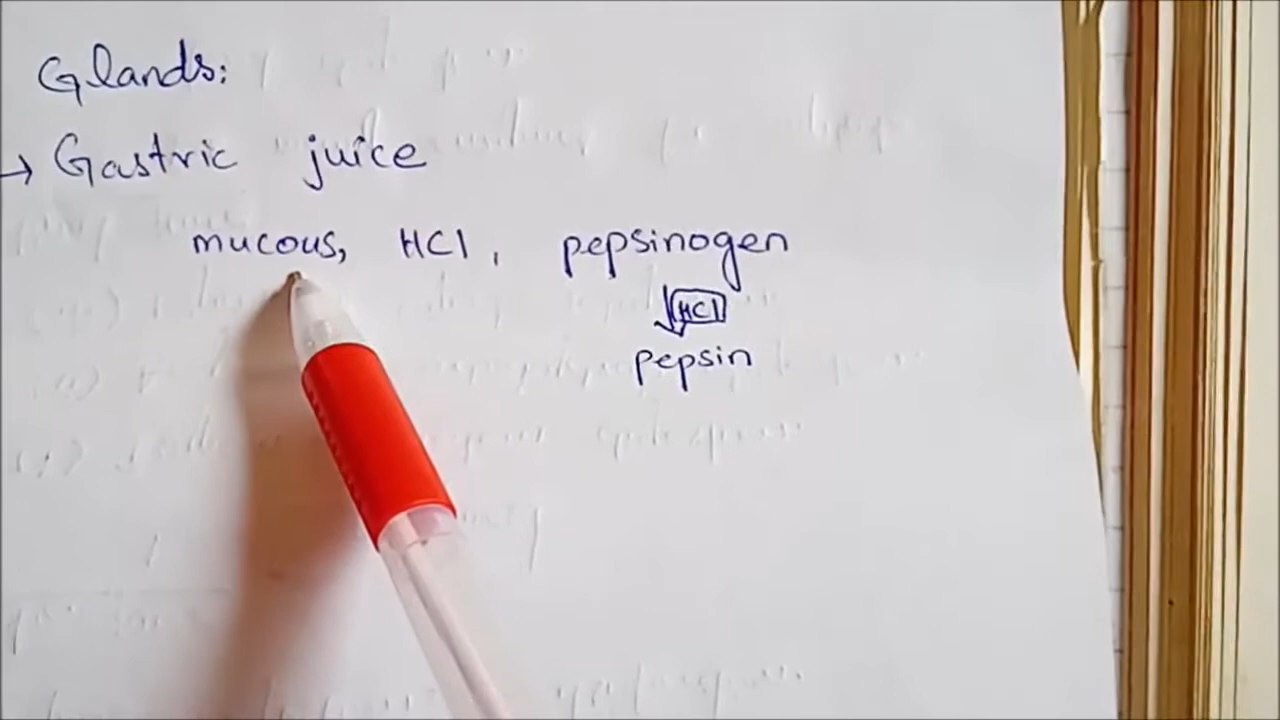 Glands:
→ Gastric juice
mucous, HCl, pepsinogen
↓ HCl
pepsin